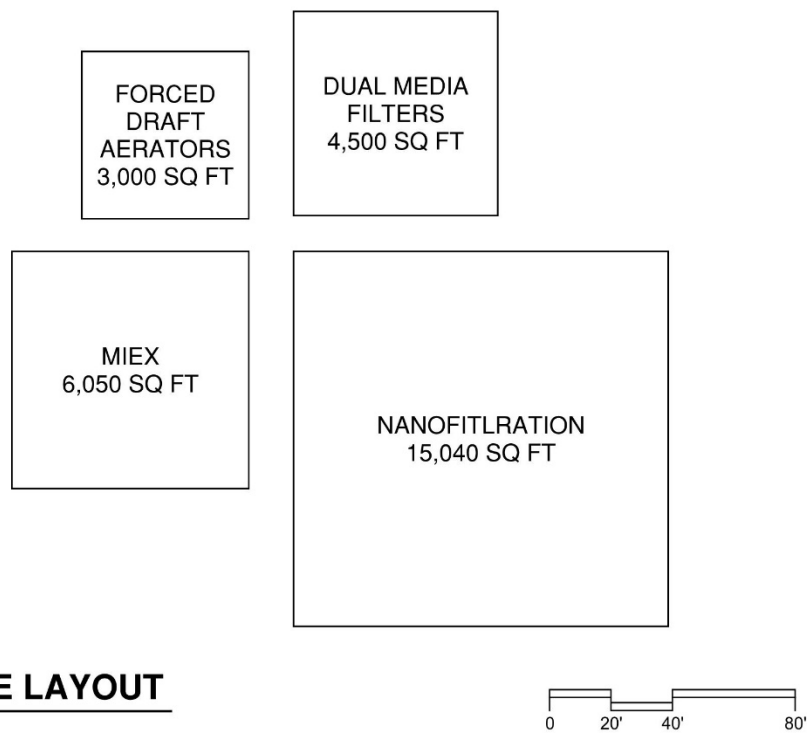 FORCED
DRAFT
AERATORS
3,000 SQ FT
DUAL MEDIA
FILTERS
4,500 SQ FT
MIEX
6,050 SQ FT
NANOFITLRATION
15,040 SQ FT
E LAYOUT
0 20' 40' 80'